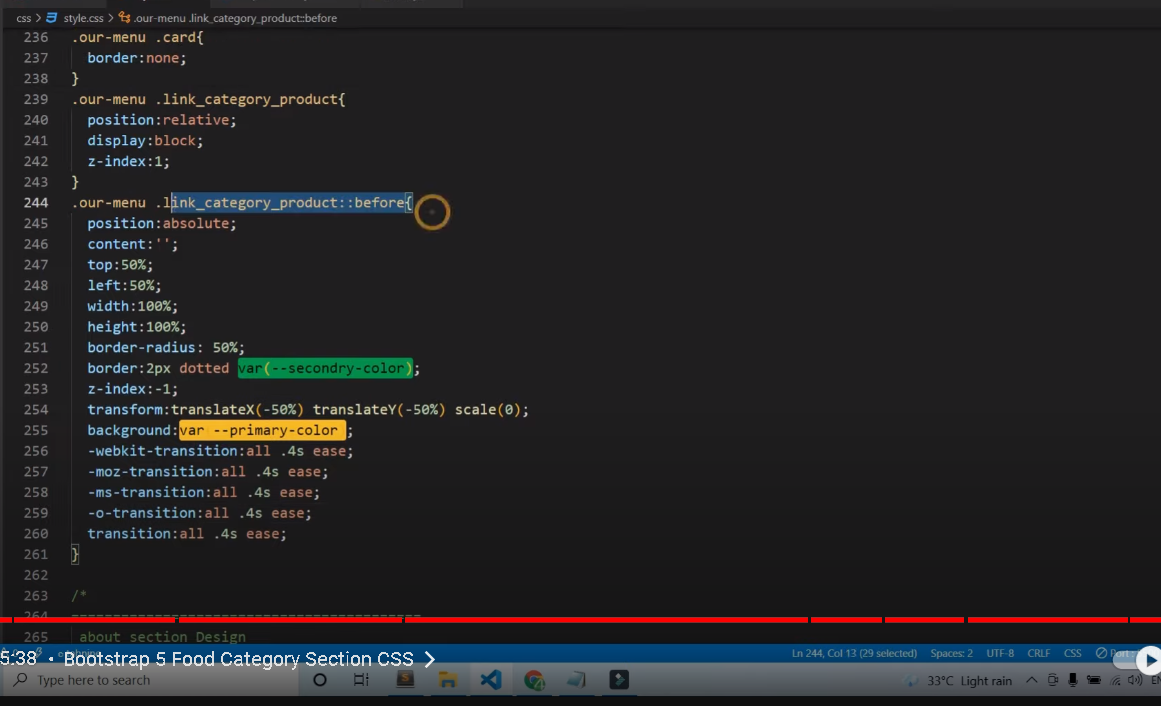 css > style.css > .our-menu .link_category_product::before
236 .our-menu .card{
237 border:none;
238 }
239 .our-menu .link_category_product{
240 position:relative;
241 display:block;
242 z-index:1;
243 }
244 .our-menu .link_category_product::before{
245 position:absolute;
246 content:'';
247 top:50%;
248 left:50%;
249 width:100%;
250 height:100%;
251 border-radius: 50%;
252 border:2px dotted var(--secondry-color);
253 z-index:-1;
254 transform:translateX(-50%) translateY(-50%) scale(0);
255 background:var --primary-color ;
256 -webkit-transition:all .4s ease;
257 -moz-transition:all .4s ease;
258 -ms-transition:all .4s ease;
259 -o-transition:all .4s ease;
260 transition:all .4s ease;
261 }
262
263 /*
264 -----------------------------------------
265 about section Design
5:38 • Bootstrap 5 Food Category Section CSS >
Ln 244, Col 13 (29 selected) Spaces: 2 UTF-8 CRLF CSS Port :
Type here to search
33°C Light rain